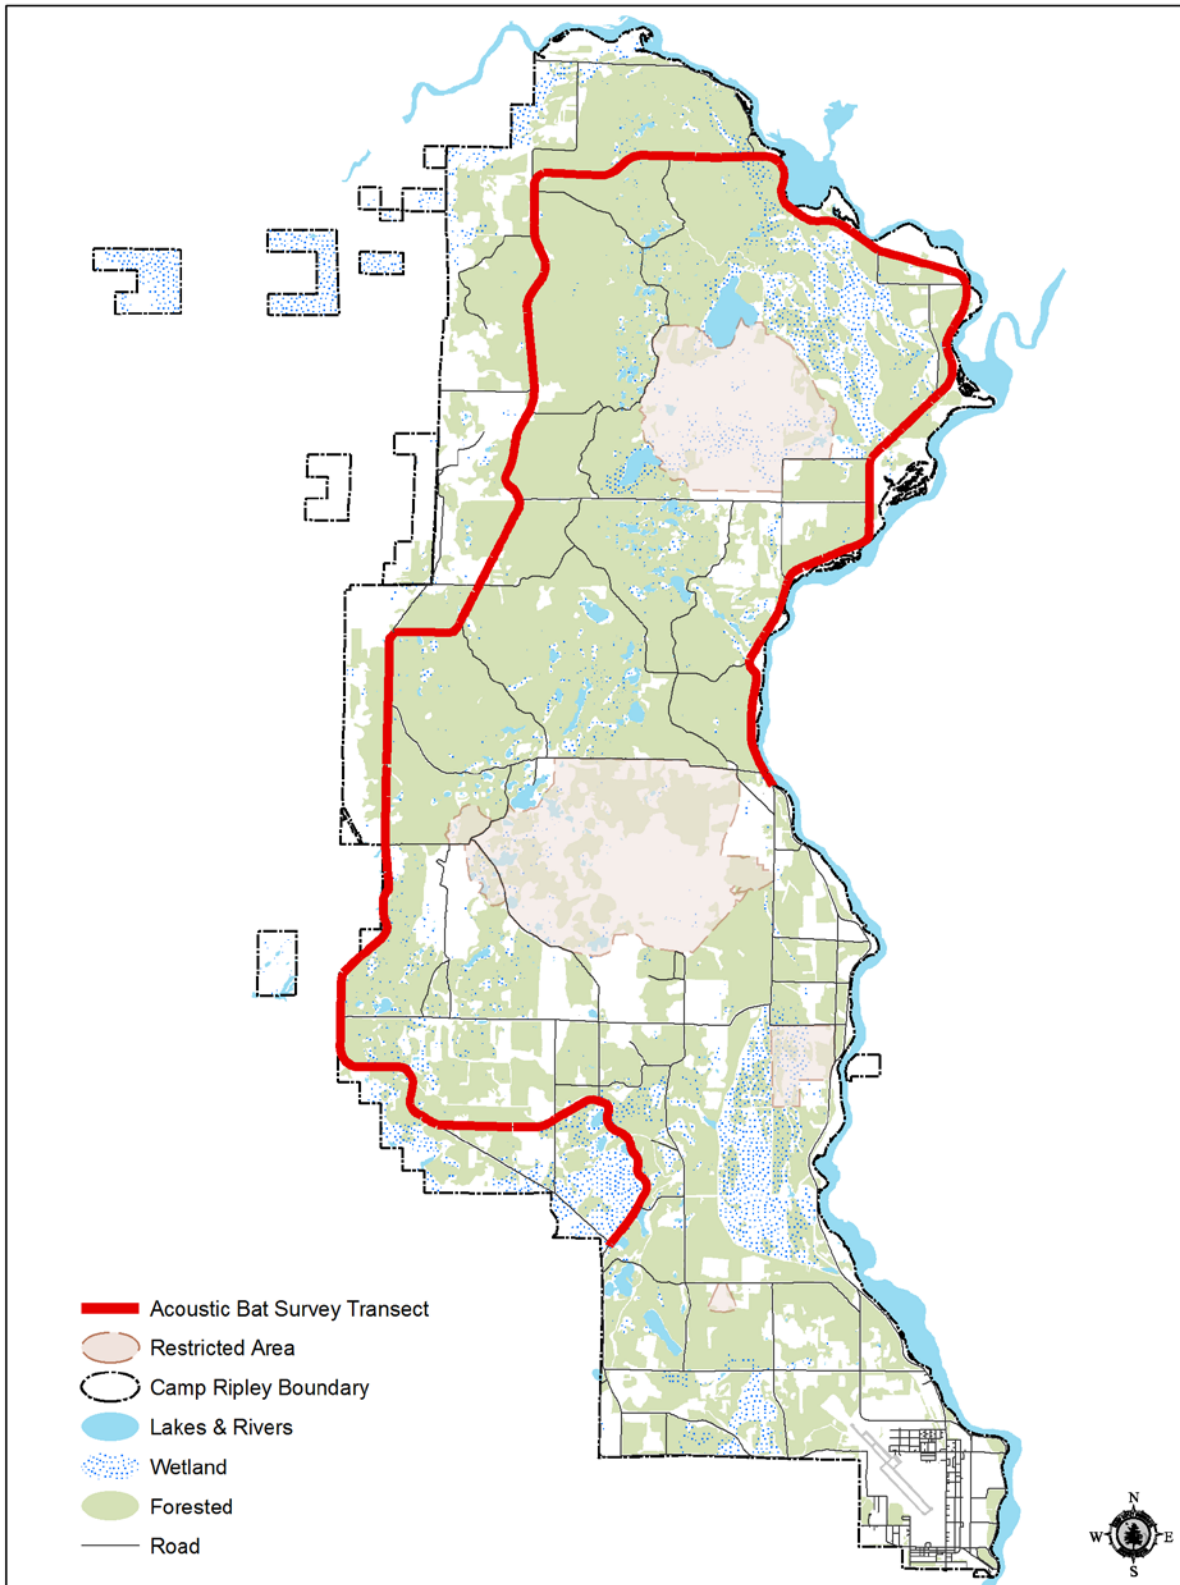 Acoustic Bat Survey Transect
Restricted Area
Camp Ripley Boundary
Lakes & Rivers
Wetland
Forested
Road
N
W E
S